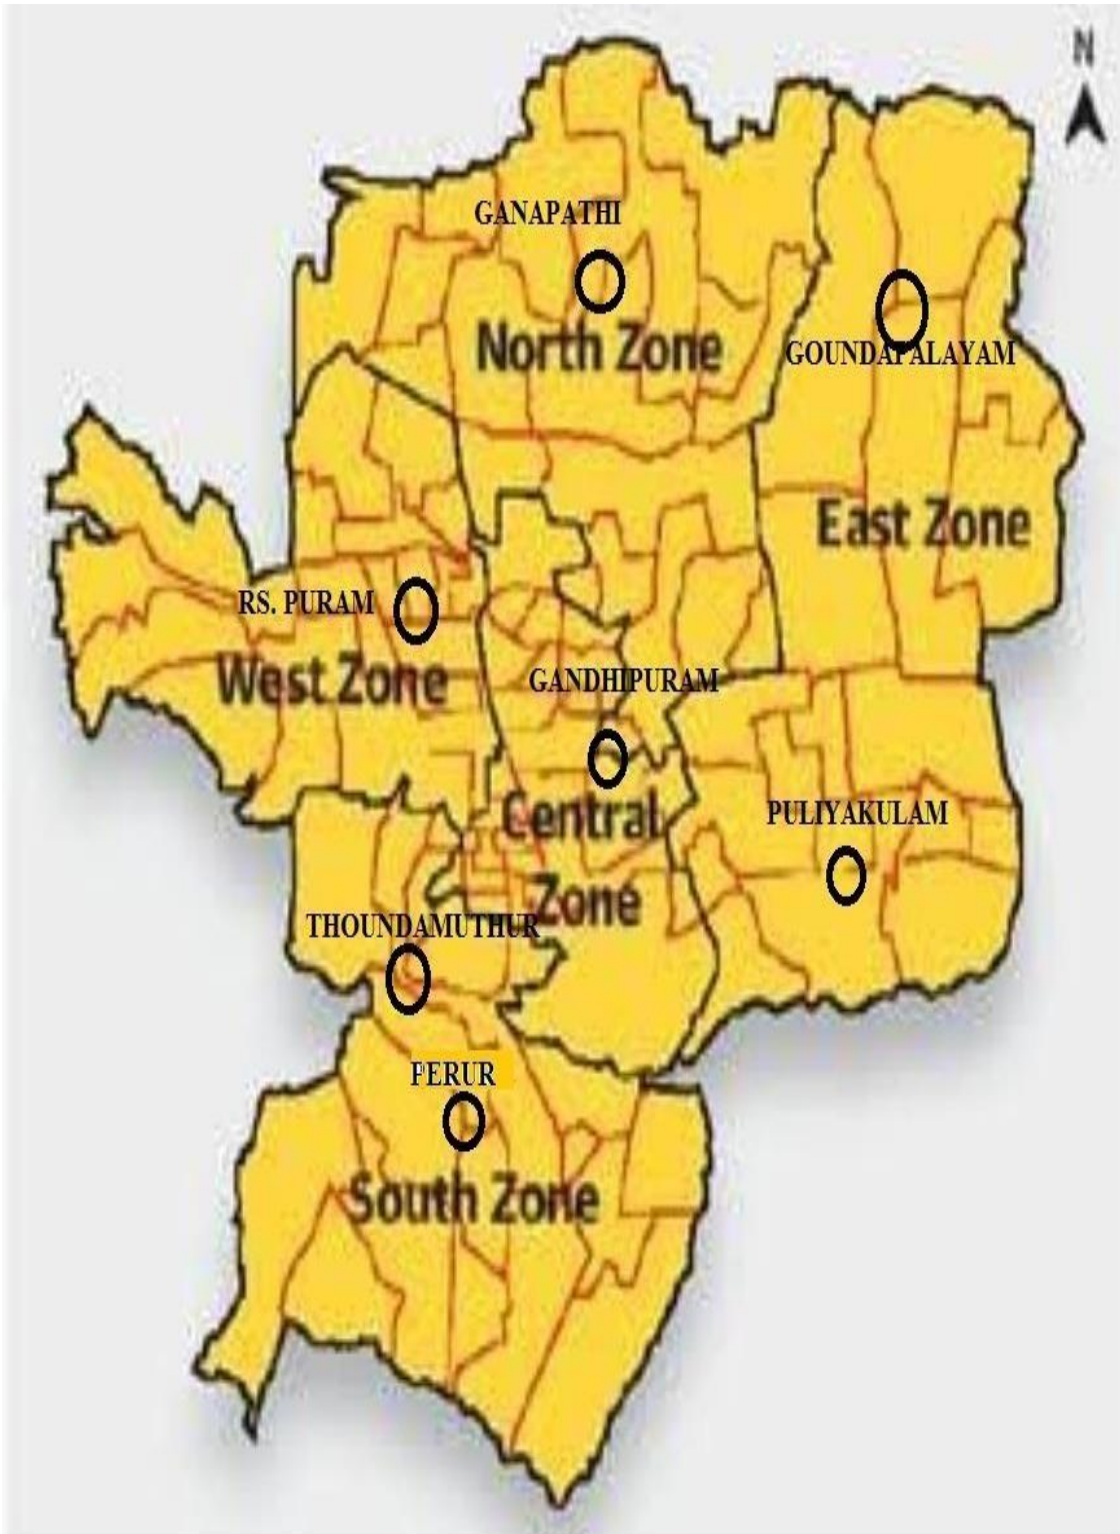 N
GANAPATHI
North Zone
GOUNDAPALAYAM
East Zone
RS. PURAM
West Zone
GANDHIPURAM
Central
Zone
PULIYAKULAM
THOUNDAMUTHUR
PERUR
South Zone